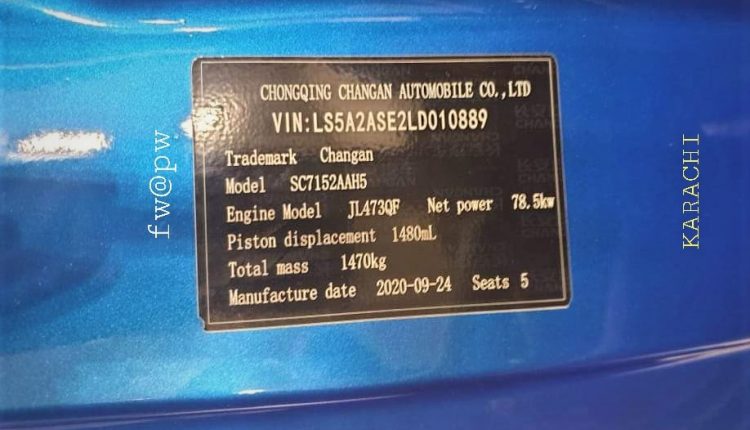 CHONGQING CHANGAN AUTOMOBILE CO.,LTD
VIN:LS5A2ASE2LD010889
Trademark Changan
Model SC7152AAH5
Engine Model JL473QF Net power 78.5kw
Piston displacement 1480mL
Total mass 1470kg
Manufacture date 2020-09-24 Seats 5
fw@pw
KARACHI